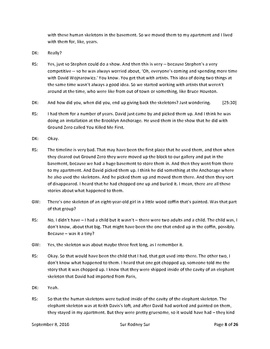 with these human skeletons in the basement. So we moved them to my apartment and I lived
with them for, like, years.
DK: Really?
RS: Yes, just so Stephen could do a show. And then this is very – because Stephen's a very
competitive – so he was always worried about, 'Oh, everyone's coming and spending more time
with David Wojnarowicz.' You know. You got that with artists. This idea of doing two things at
the same time wasn't always a good idea. So we started working with artists that weren't
around at the time, who were like from out of town or something, like Bruce Houston.
DK: And how did you, when did you, end up giving back the skeletons? Just wondering. [25:30]
RS: I had them for a number of years. David just came by and picked them up. And I think he was
doing an installation at the Brooklyn Anchorage. He used them in the show that he did with
Ground Zero called You Killed Me First.
DK: Okay.
RS: The timeline is very bad. That may have been the first place that he used them, and then when
they cleared out Ground Zero they were moved up the block to our gallery and put in the
basement, because we had a huge basement to store them in. And then they went from there
to my apartment. And David picked them up. I think he did something at the Anchorage where
he also used the skeletons. And he picked them up and moved them there. And then they sort
of disappeared. I heard that he had chopped one up and buried it. I mean, there are all these
stories about what happened to them.
GW: There's one skeleton of an eight-year-old girl in a little wood coffin that's painted. Was that part
of that group?
RS: No. I didn't have – I had a child but it wasn't – there were two adults and a child. The child was, I
don't know, about that big. That might have been the one that ended up in the coffin, possibly.
Because – was it a tiny?
GW: Yes, the skeleton was about maybe three feet long, as I remember it.
RS: Okay. So that would have been the child that I had, that got used into there. The other two, I
don't know what happened to them. I heard that one got chopped up, someone told me the
story that it was chopped up. I know that they were inside of the cavity of an elephant
skeleton that David had imported from Paris,
DK: Yeah.
RS: So that the human skeletons were tucked inside of the cavity of the elephant skeleton. The
elephant skeleton was at Keith Davis's loft, and after David had completed working and painted in,
they stayed in my apartment. But they were pretty gruesome, so it would have had – they kind
September 8, 2010 Sur Rodney Sur Page 8 of 26